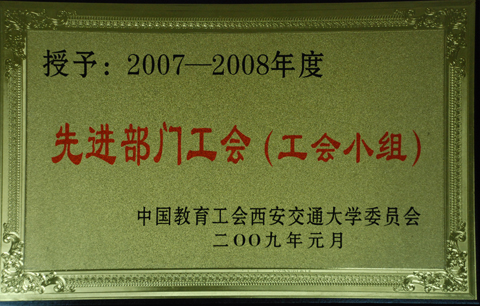 授予：2007—2008年度
先进部门工会（工会小组）
中国教育工会西安交通大学委员会
二〇〇九年元月